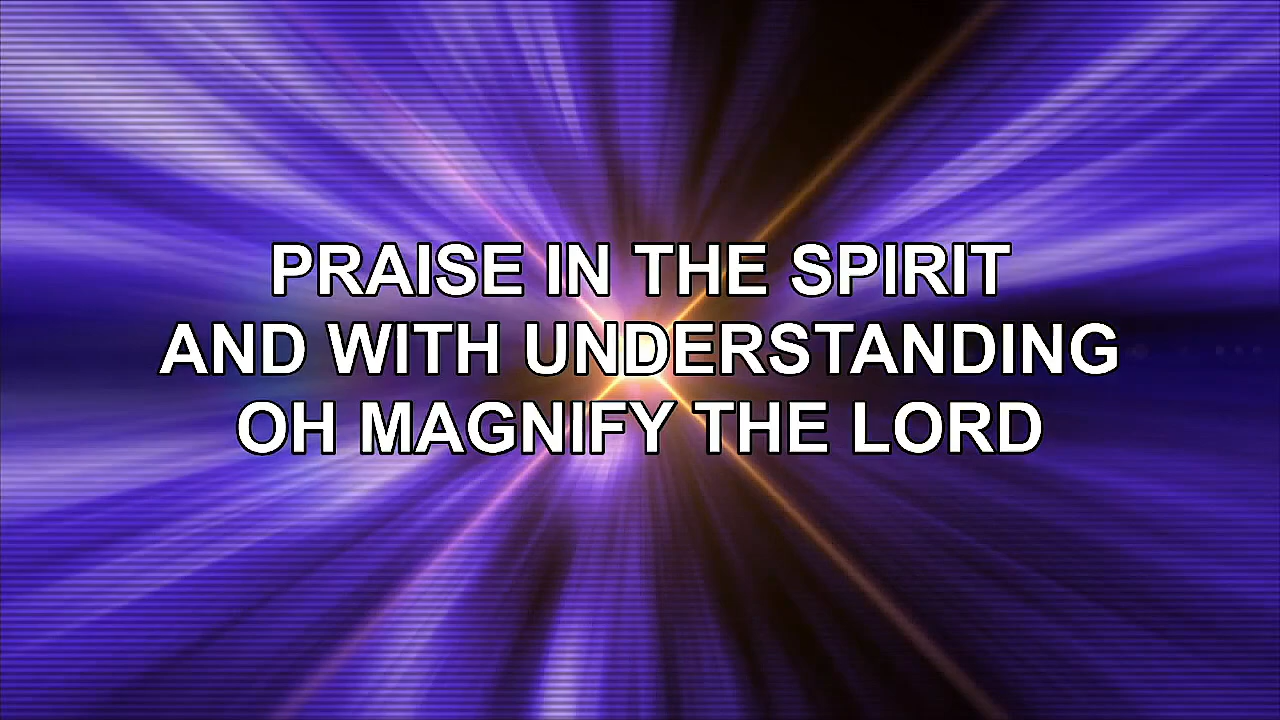 PRAISE IN THE SPIRIT
AND WITH UNDERSTANDING
OH MAGNIFY THE LORD